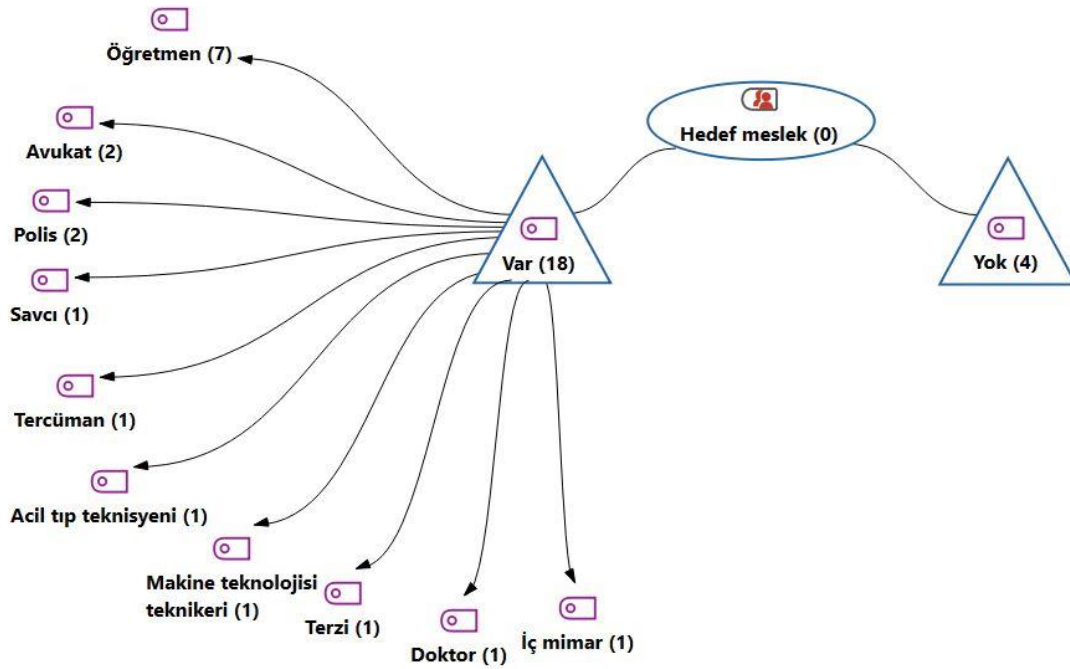 Öğretmen (7)
Hedef meslek (0)
Avukat (2)
Polis (2)
Var (18)
Yok (4)
Savcı (1)
Tercüman (1)
Acil tıp teknisyeni (1)
Makine teknolojisi
teknikeri (1)
Terzi (1)
Doktor (1)
İç mimar (1)